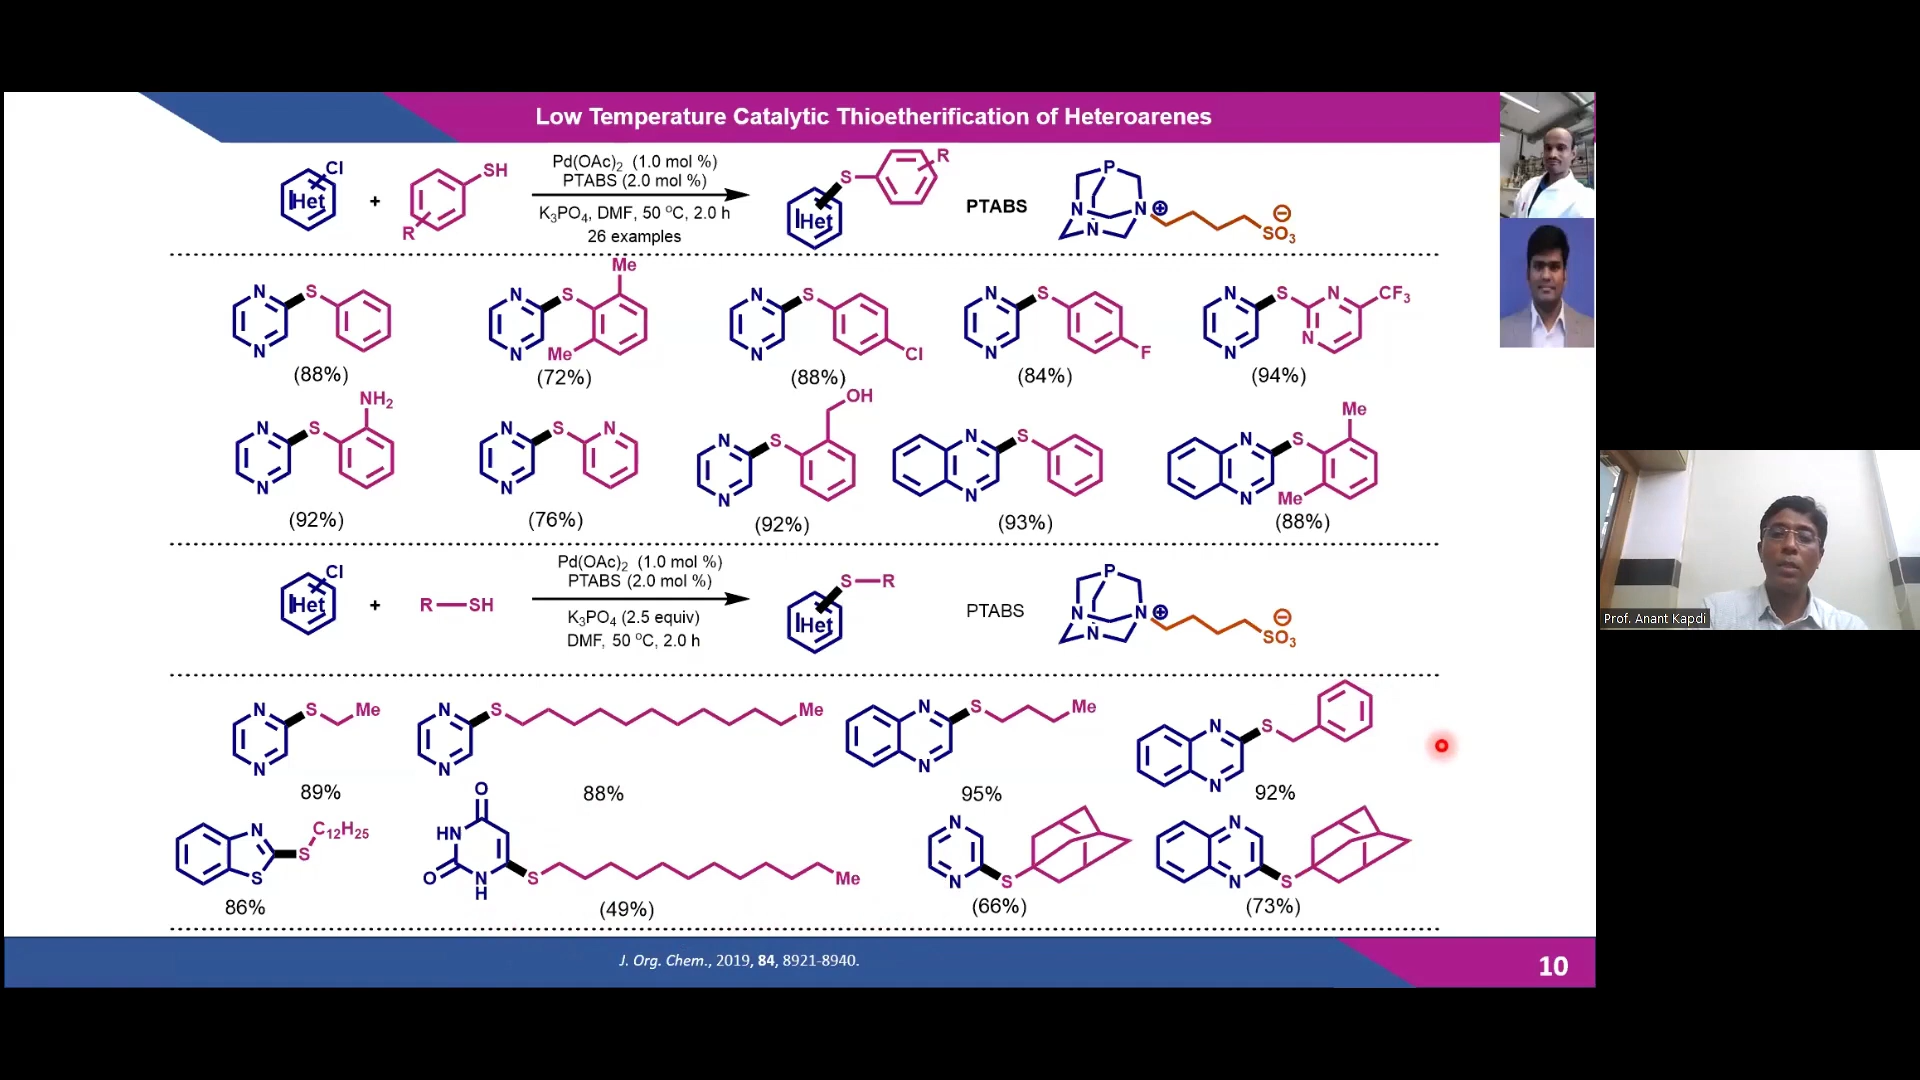 Low Temperature Catalytic Thioetherification of Heteroarenes
Cl
Het
+
SH
R
Pd(OAc)2 (1.0 mol %)
PTABS (2.0 mol %)
K3PO4, DMF, 50 ºC, 2.0 h
26 examples
S
R
Het
PTABS
P
N
N
N
⊕
⊖
SO3
N
N
S
(88%)
N
N
S
Me
Me
(72%)
N
N
S
Cl
(88%)
N
N
S
F
(84%)
N
N
S
N
N
CF3
(94%)
N
N
S
NH2
(92%)
N
N
S
N
(76%)
N
N
S
OH
(92%)
N
N
S
(93%)
N
N
S
Me
Me
(88%)
Cl
Het
+
R SH
Pd(OAc)2 (1.0 mol %)
PTABS (2.0 mol %)
K3PO4 (2.5 equiv)
DMF, 50 ºC, 2.0 h
S R
Het
PTABS
P
N
N
N
⊕
⊖
SO3
N
N
S
Me
89%
N
N
S
Me
88%
N
N
S
Me
95%
N
N
S
92%
N
S
S
C12H25
86%
O
HN
O
N
H
S
Me
(49%)
N
N
S
(66%)
N
N
S
(73%)
J. Org. Chem., 2019, 84, 8921-8940.
10
Prof. Anant Kapdi